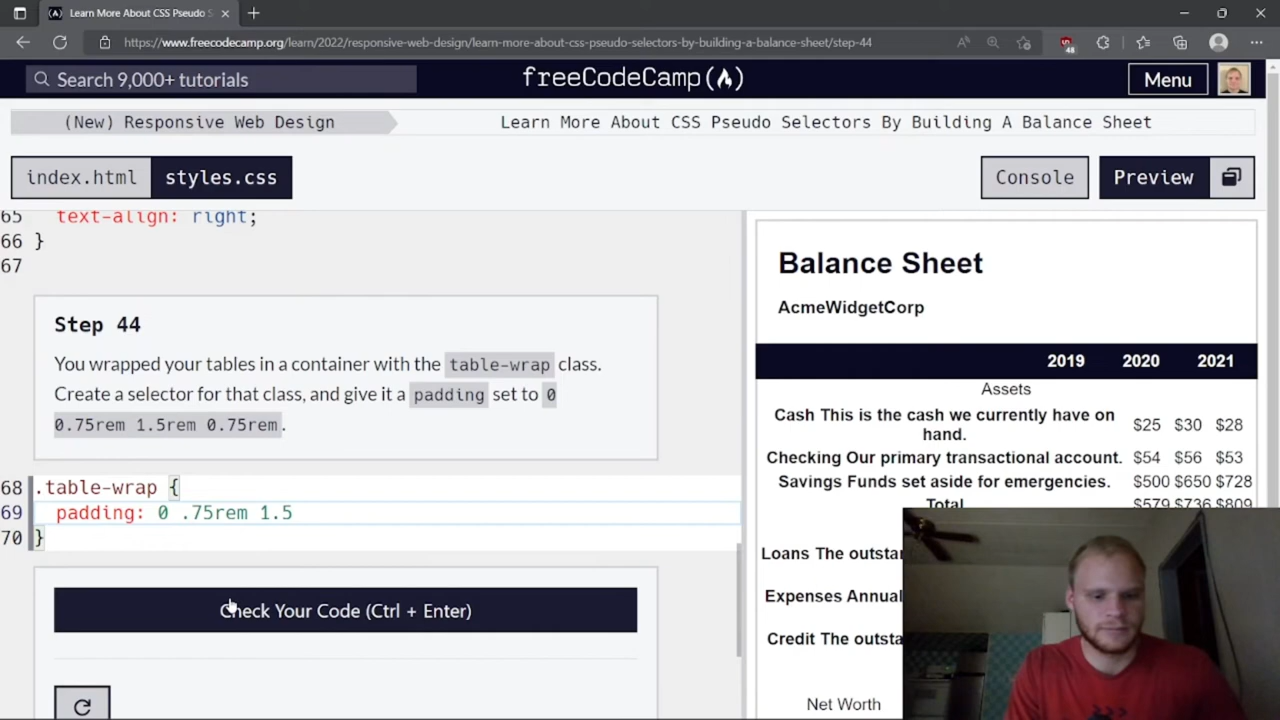 Learn More About CSS Pseudo S
https://www.freecodecamp.org/learn/2022/responsive-web-design/learn-more-about-css-pseudo-selectors-by-building-a-balance-sheet/step-44
48
Search 9,000+ tutorials
freeCodeCamp
Menu
(New) Responsive Web Design
Learn More About CSS Pseudo Selectors By Building A Balance Sheet
index.html
styles.css
Console
Preview
65 text-align: right;
66 }
67
Step 44
You wrapped your tables in a container with the table-wrap class.
Create a selector for that class, and give it a padding set to 0
0.75rem 1.5rem 0.75rem.
68 .table-wrap {
69 padding: 0 .75rem 1.5
70 }
Check Your Code (Ctrl + Enter)
Balance Sheet
AcmeWidgetCorp
2019 2020 2021
Assets
Cash This is the cash we currently have on
hand. $25 $30 $28
Checking Our primary transactional account. $54 $56 $53
Savings Funds set aside for emergencies. $500 $650 $728
Total $579 $736 $809
Loans The outsta
Expenses Annual
Credit The outsta
Net Worth